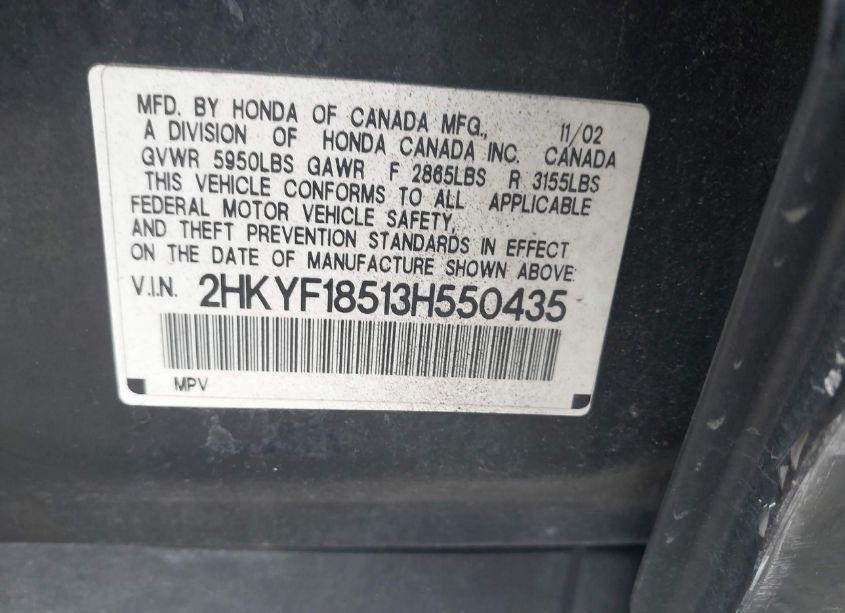 MFD. BY HONDA OF CANADA MFG., 11/02
A DIVISION OF HONDA CANADA INC. CANADA
GVWR 5950LBS GAWR F 2865LBS R 3155LBS
THIS VEHICLE CONFORMS TO ALL APPLICABLE
FEDERAL MOTOR VEHICLE SAFETY,
AND THEFT PREVENTION STANDARDS IN EFFECT
ON THE DATE OF MANUFACTURE SHOWN ABOVE.
V.I.N. 2HKYF18513H550435
MPV